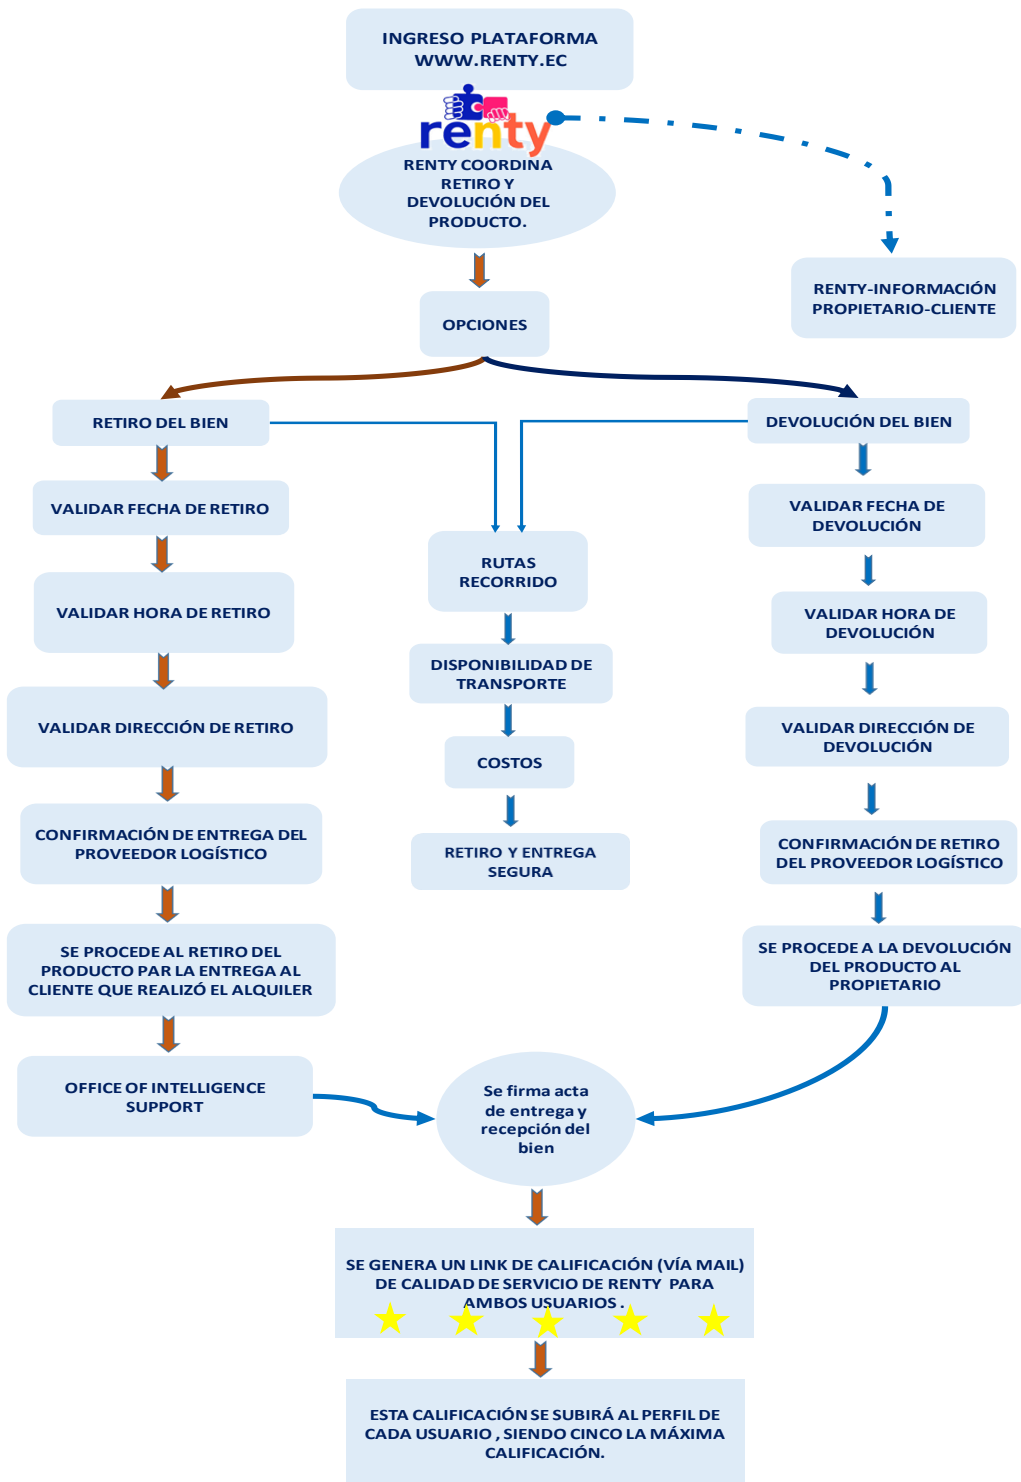 INGRESO PLATAFORMA
WWW.RENTY.EC
renty
RENTY COORDINA
RETIRO Y
DEVOLUCIÓN DEL
PRODUCTO.
RENTY-INFORMACIÓN
PROPIETARIO-CLIENTE
OPCIONES
RETIRO DEL BIEN
VALIDAR FECHA DE RETIRO
VALIDAR HORA DE RETIRO
VALIDAR DIRECCIÓN DE RETIRO
CONFIRMACIÓN DE ENTREGA DEL
PROVEEDOR LOGÍSTICO
SE PROCEDE AL RETIRO DEL
PRODUCTO PAR LA ENTREGA AL
CLIENTE QUE REALIZÓ EL ALQUILER
OFFICE OF INTELLIGENCE
SUPPORT
RUTAS
RECORRIDO
DISPONIBILIDAD DE
TRANSPORTE
COSTOS
RETIRO Y ENTREGA
SEGURA
DEVOLUCIÓN DEL BIEN
VALIDAR FECHA DE
DEVOLUCIÓN
VALIDAR HORA DE
DEVOLUCIÓN
VALIDAR DIRECCIÓN DE
DEVOLUCIÓN
CONFIRMACIÓN DE RETIRO
DEL PROVEEDOR LOGÍSTICO
SE PROCEDE A LA DEVOLUCIÓN
DEL PRODUCTO AL
PROPIETARIO
Se firma acta
de entrega y
recepción del
bien
SE GENERA UN LINK DE CALIFICACIÓN (VÍA MAIL)
DE CALIDAD DE SERVICIO DE RENTY PARA
AMBOS USUARIOS .
ESTA CALIFICACIÓN SE SUBIRÁ AL PERFIL DE
CADA USUARIO , SIENDO CINCO LA MÁXIMA
CALIFICACIÓN.